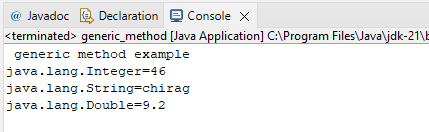 @ Javadoc Declaration Console
<terminated> generic_method [Java Application] C:\Program Files\Java\jdk-21\b
 generic method example
java.lang.Integer=46
java.lang.String=chirag
java.lang.Double=9.2